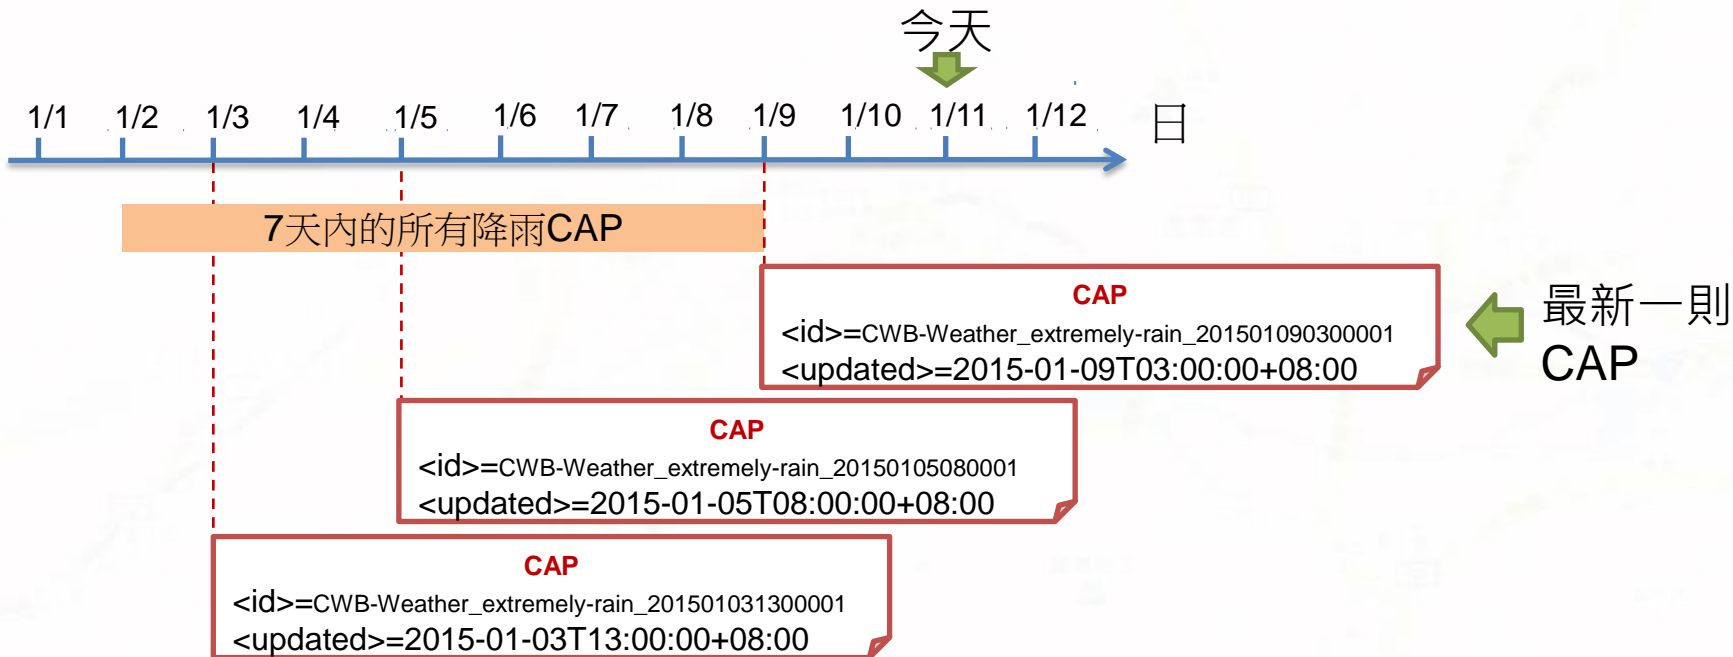 今天
1/1 1/2 1/3 1/4 1/5 1/6 1/7 1/8 1/9 1/10 1/11 1/12 日
7天內的所有降雨CAP
CAP
<id>=CWB-Weather_extremely-rain_201501090300001
<updated>=2015-01-09T03:00:00+08:00
最新一則
CAP
CAP
<id>=CWB-Weather_extremely-rain_20150105080001
<updated>=2015-01-05T08:00:00+08:00
CAP
<id>=CWB-Weather_extremely-rain_201501031300001
<updated>=2015-01-03T13:00:00+08:00